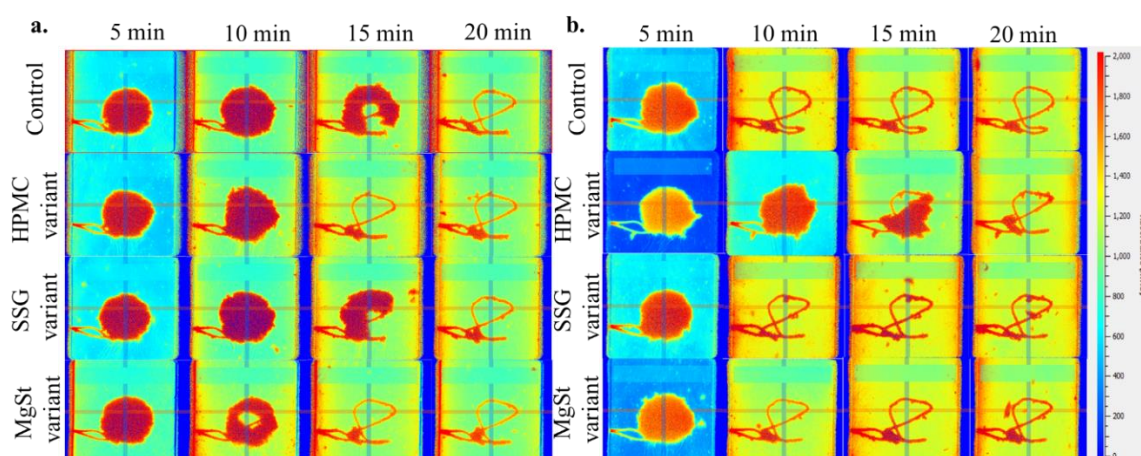 a.
5 min 10 min 15 min 20 min
Control
HPMC
variant
SSG
variant
MgSt
variant
b.
5 min 10 min 15 min 20 min
Control
HPMC
variant
SSG
variant
MgSt
variant
2,000
1,800
1,600
1,400
1,200
1,000
800
600
400
200
0